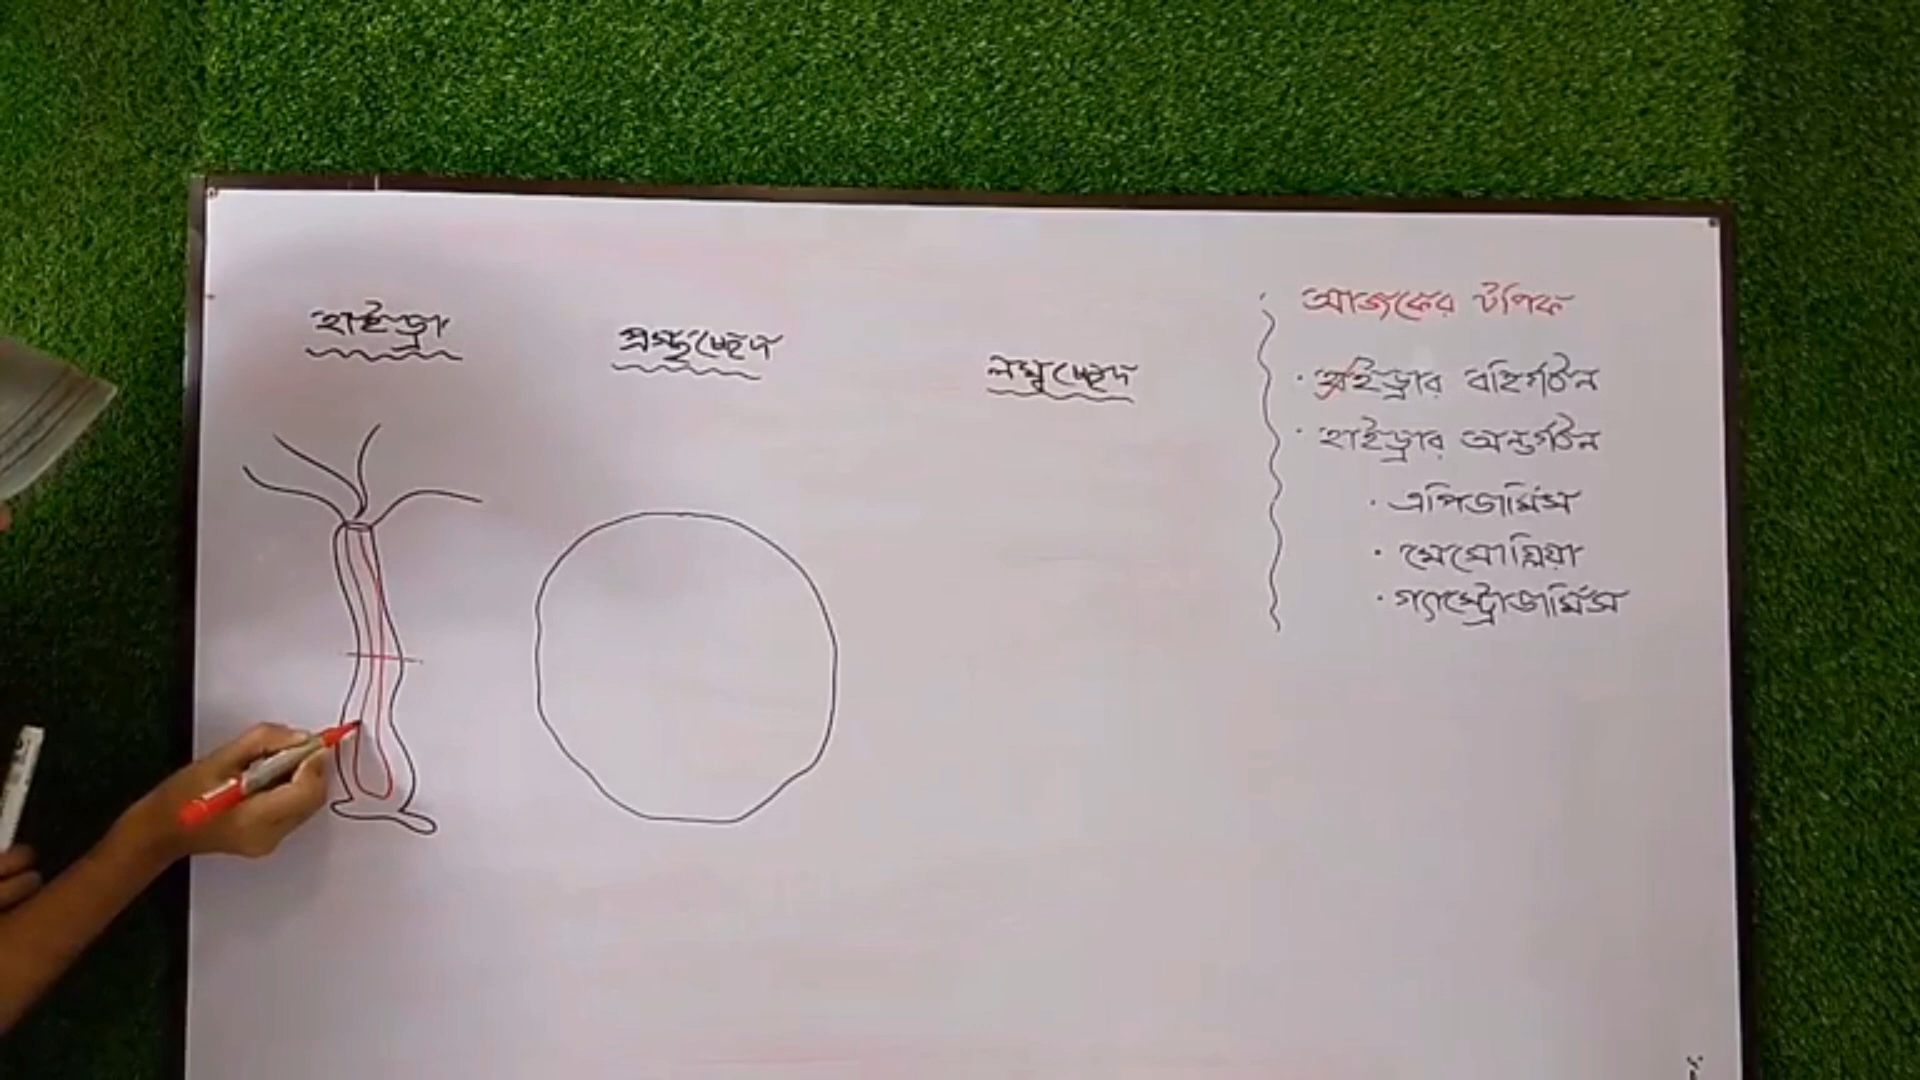 হাইড্রা
প্রস্থচ্ছেদ
লম্বচ্ছেদ
আজকের টপিক
· হাইড্রার বহির্গঠন
· হাইড্রার অন্তর্গঠন
· এপিডার্মিস
· মেসোগ্লিয়া
· গ্যাস্ট্রোডার্মিস